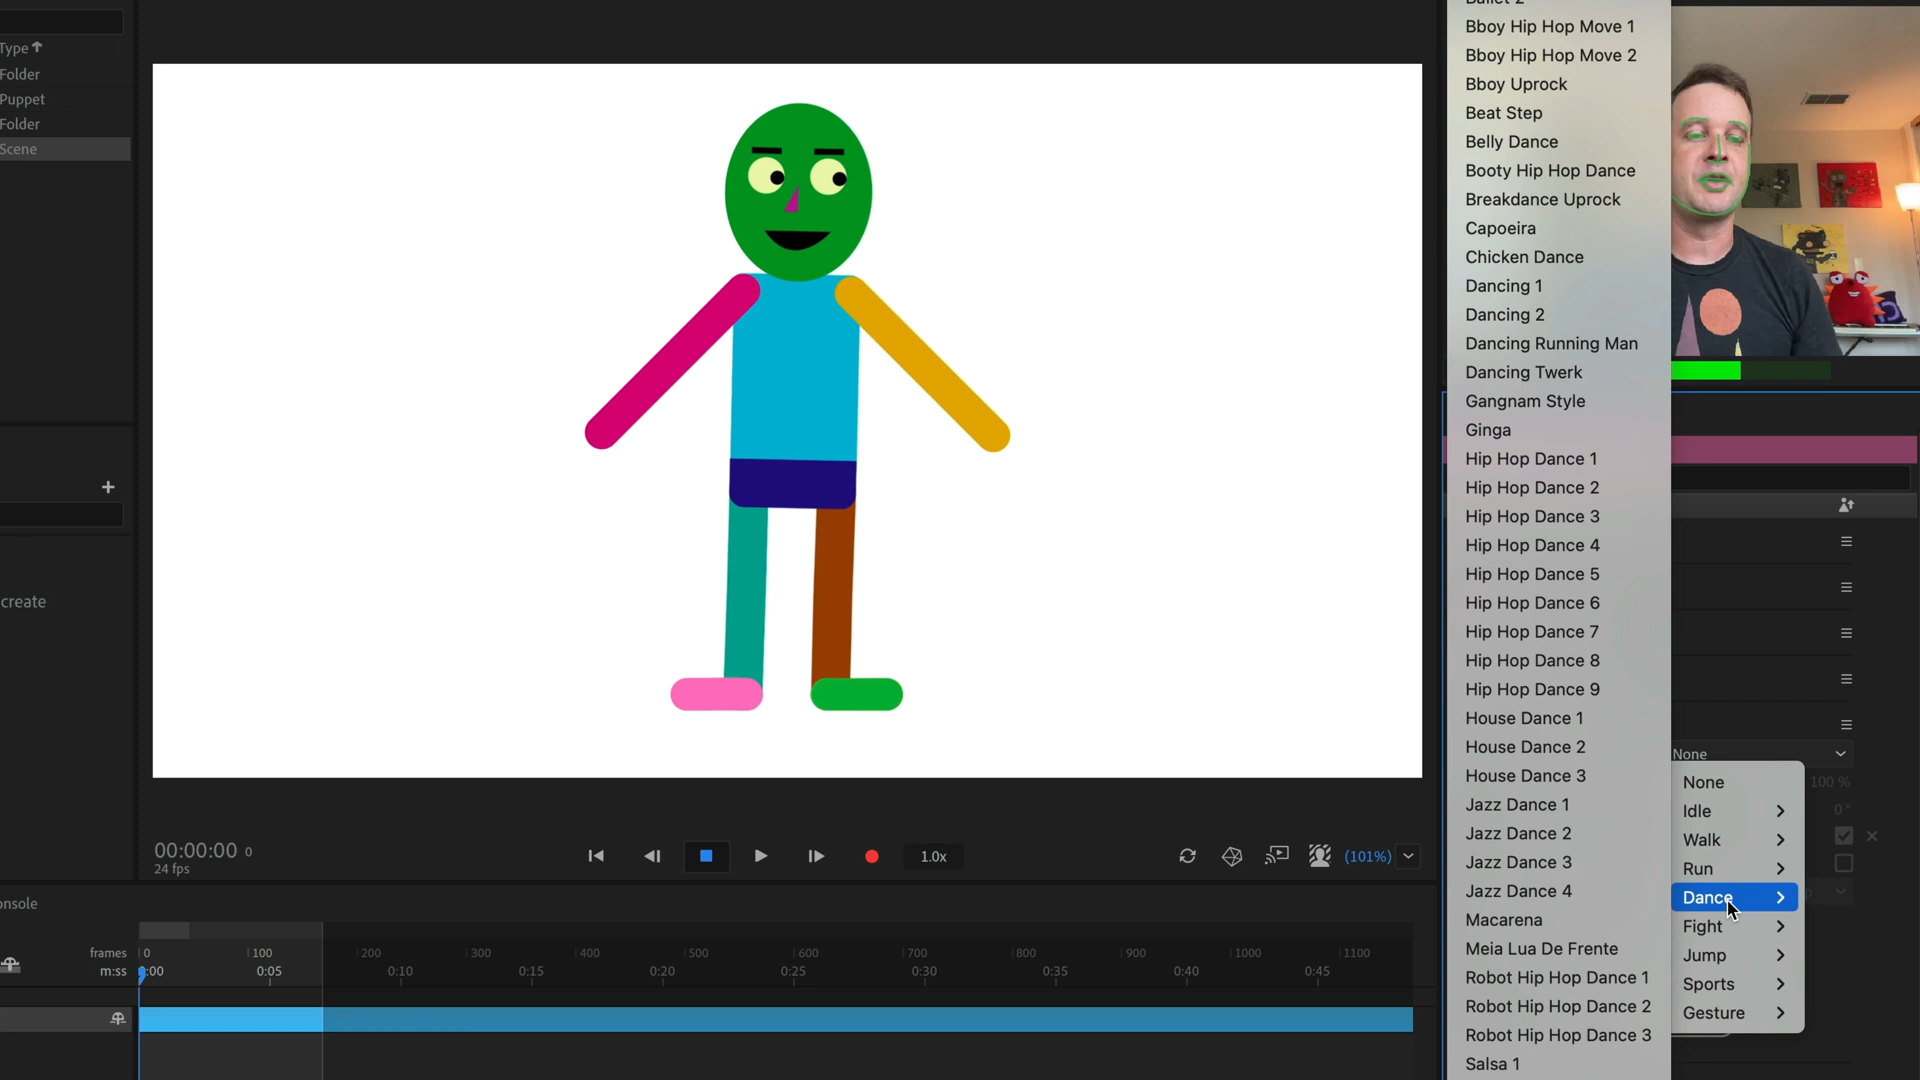 Type
Folder
Puppet
Folder
Scene
create
00:00:00 0
24 fps
1.0x
(101%)
onsole
frames
0
100
200
300
400
500
600
700
800
900
1000
1100
m:ss
0:00
0:05
0:10
0:15
0:20
0:25
0:30
0:35
0:40
0:45
Ballet 2
Bboy Hip Hop Move 1
Bboy Hip Hop Move 2
Bboy Uprock
Beat Step
Belly Dance
Booty Hip Hop Dance
Breakdance Uprock
Capoeira
Chicken Dance
Dancing 1
Dancing 2
Dancing Running Man
Dancing Twerk
Gangnam Style
Ginga
Hip Hop Dance 1
Hip Hop Dance 2
Hip Hop Dance 3
Hip Hop Dance 4
Hip Hop Dance 5
Hip Hop Dance 6
Hip Hop Dance 7
Hip Hop Dance 8
Hip Hop Dance 9
House Dance 1
House Dance 2
House Dance 3
Jazz Dance 1
Jazz Dance 2
Jazz Dance 3
Jazz Dance 4
Macarena
Meia Lua De Frente
Robot Hip Hop Dance 1
Robot Hip Hop Dance 2
Robot Hip Hop Dance 3
Salsa 1
None
None
Idle
Walk
Run
Dance
Fight
Jump
Sports
Gesture
100 %
0 °